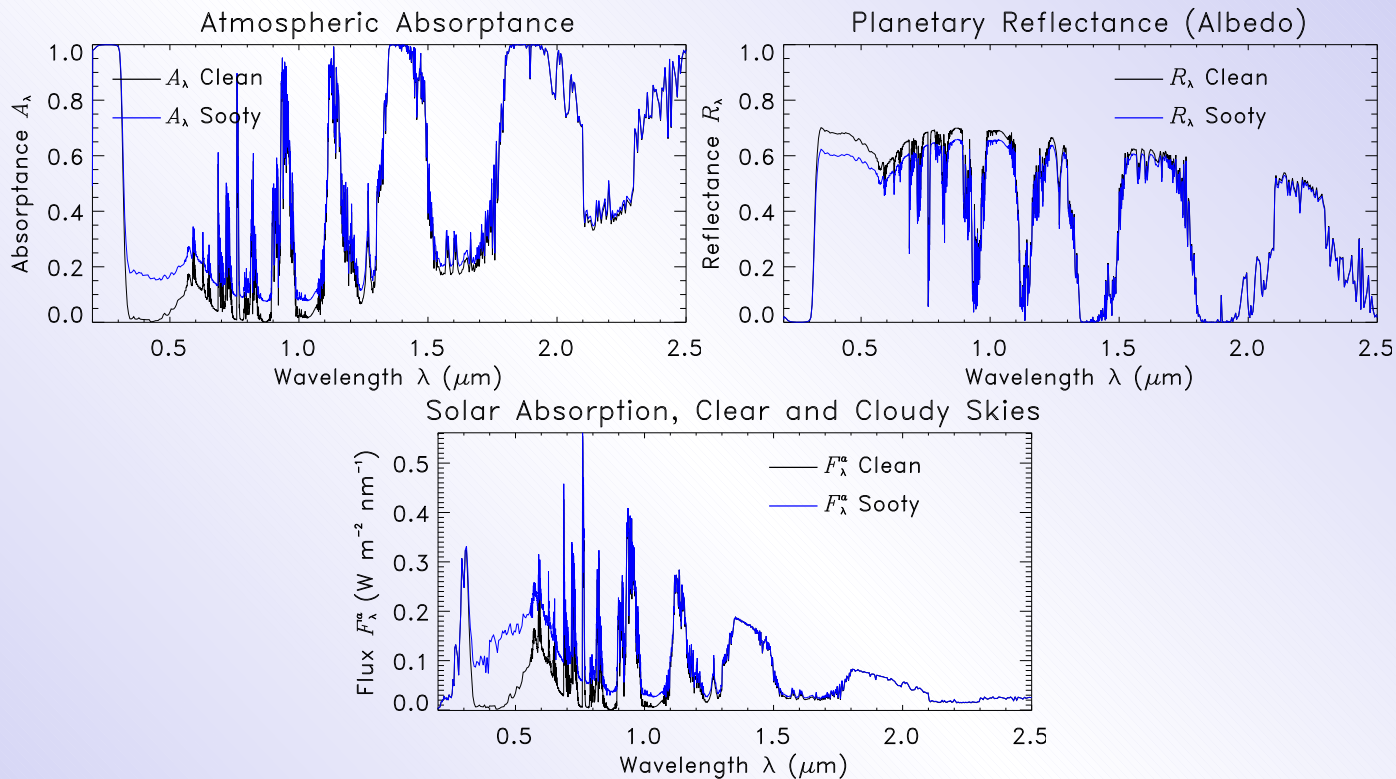 Atmospheric Absorptance
Absorptance Aλ
1.0
0.8
0.6
0.4
0.2
0.0
Aλ Clean
Aλ Sooty
0.5 1.0 1.5 2.0 2.5
Wavelength λ (μm)
Planetary Reflectance (Albedo)
Reflectance Rλ
1.0
0.8
0.6
0.4
0.2
0.0
Rλ Clean
Rλ Sooty
0.5 1.0 1.5 2.0 2.5
Wavelength λ (μm)
Solar Absorption, Clear and Cloudy Skies
Flux Fλᵃ (W m⁻² nm⁻¹)
0.5
0.4
0.3
0.2
0.1
0.0
Fλᵃ Clean
Fλᵃ Sooty
0.5 1.0 1.5 2.0 2.5
Wavelength λ (μm)